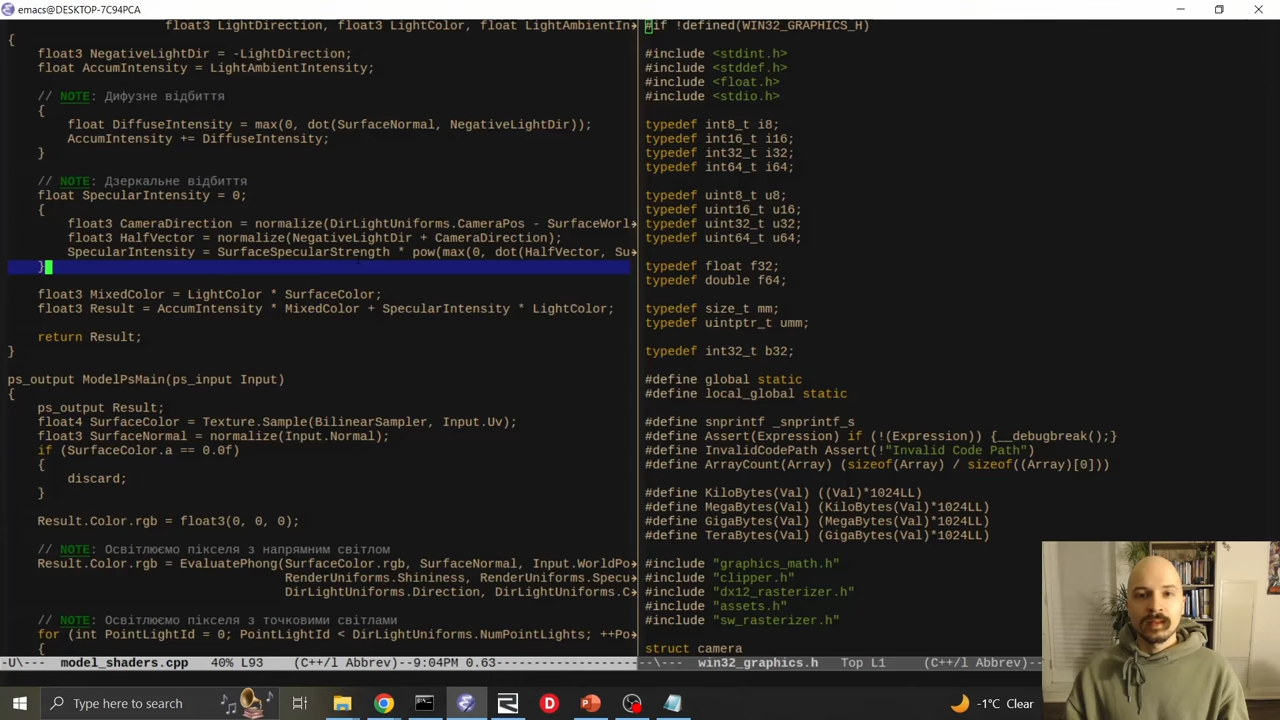 emacs@DESKTOP-7C94PCA
float3 LightDirection, float3 LightColor, float LightAmbientIn
{
float3 NegativeLightDir = -LightDirection;
float AccumIntensity = LightAmbientIntensity;
// NOTE: Дифузне відбиття
{
float DiffuseIntensity = max(0, dot(SurfaceNormal, NegativeLightDir));
AccumIntensity += DiffuseIntensity;
}
// NOTE: Дзеркальне відбиття
float SpecularIntensity = 0;
{
float3 CameraDirection = normalize(DirLightUniforms.CameraPos - SurfaceWorl
float3 HalfVector = normalize(NegativeLightDir + CameraDirection);
SpecularIntensity = SurfaceSpecularStrength * pow(max(0, dot(HalfVector, Su
}
float3 MixedColor = LightColor * SurfaceColor;
float3 Result = AccumIntensity * MixedColor + SpecularIntensity * LightColor;
return Result;
}
ps_output ModelPsMain(ps_input Input)
{
ps_output Result;
float4 SurfaceColor = Texture.Sample(BilinearSampler, Input.Uv);
float3 SurfaceNormal = normalize(Input.Normal);
if (SurfaceColor.a == 0.0f)
{
discard;
}
Result.Color.rgb = float3(0, 0, 0);
// NOTE: Освітлюємо пікселя з напрямним світлом
Result.Color.rgb = EvaluatePhong(SurfaceColor.rgb, SurfaceNormal, Input.WorldPo
RenderUniforms.Shininess, RenderUniforms.Specu
DirLightUniforms.Direction, DirLightUniforms.C
// NOTE: Освітлюємо пікселя з точковими світлами
for (int PointLightId = 0; PointLightId < DirLightUniforms.NumPointLights; ++Po
{
-U\--- model_shaders.cpp 40% L93 (C++/l Abbrev)--9:04PM 0.63
#if !defined(WIN32_GRAPHICS_H)
#include <stdint.h>
#include <stddef.h>
#include <float.h>
#include <stdio.h>
typedef int8_t i8;
typedef int16_t i16;
typedef int32_t i32;
typedef int64_t i64;
typedef uint8_t u8;
typedef uint16_t u16;
typedef uint32_t u32;
typedef uint64_t u64;
typedef float f32;
typedef double f64;
typedef size_t mm;
typedef uintptr_t umm;
typedef int32_t b32;
#define global static
#define local_global static
#define snprintf _snprintf_s
#define Assert(Expression) if (!(Expression)) {__debugbreak();}
#define InvalidCodePath Assert(!"Invalid Code Path")
#define ArrayCount(Array) (sizeof(Array) / sizeof((Array)[0]))
#define KiloBytes(Val) ((Val)*1024LL)
#define MegaBytes(Val) (KiloBytes(Val)*1024LL)
#define GigaBytes(Val) (MegaBytes(Val)*1024LL)
#define TeraBytes(Val) (GigaBytes(Val)*1024LL)
#include "graphics_math.h"
#include "clipper.h"
#include "dx12_rasterizer.h"
#include "assets.h"
#include "sw_rasterizer.h"
struct camera
--\--- win32_graphics.h Top L1 (C++/l Abbrev)
Type here to search
-1°C Clear